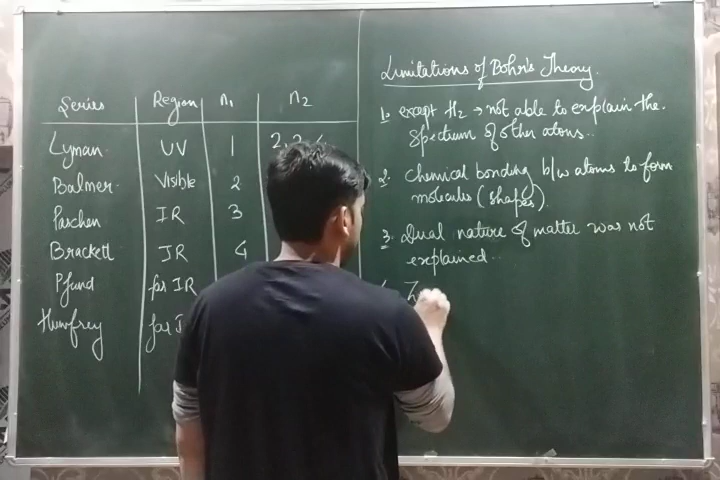 Series Region n1 n2
Lyman UV 1 2,3,4
Balmer Visible 2
Paschen IR 3
Brackett IR 4
Pfund far IR
Humfrey far I
Limitations of Bohr's Theory.
1. except H2 → not able to explain the
spectrum of other atoms..
2. Chemical bonding b/w atoms to form
molecules (shapes).
3. Dual nature of matter was not
explained..